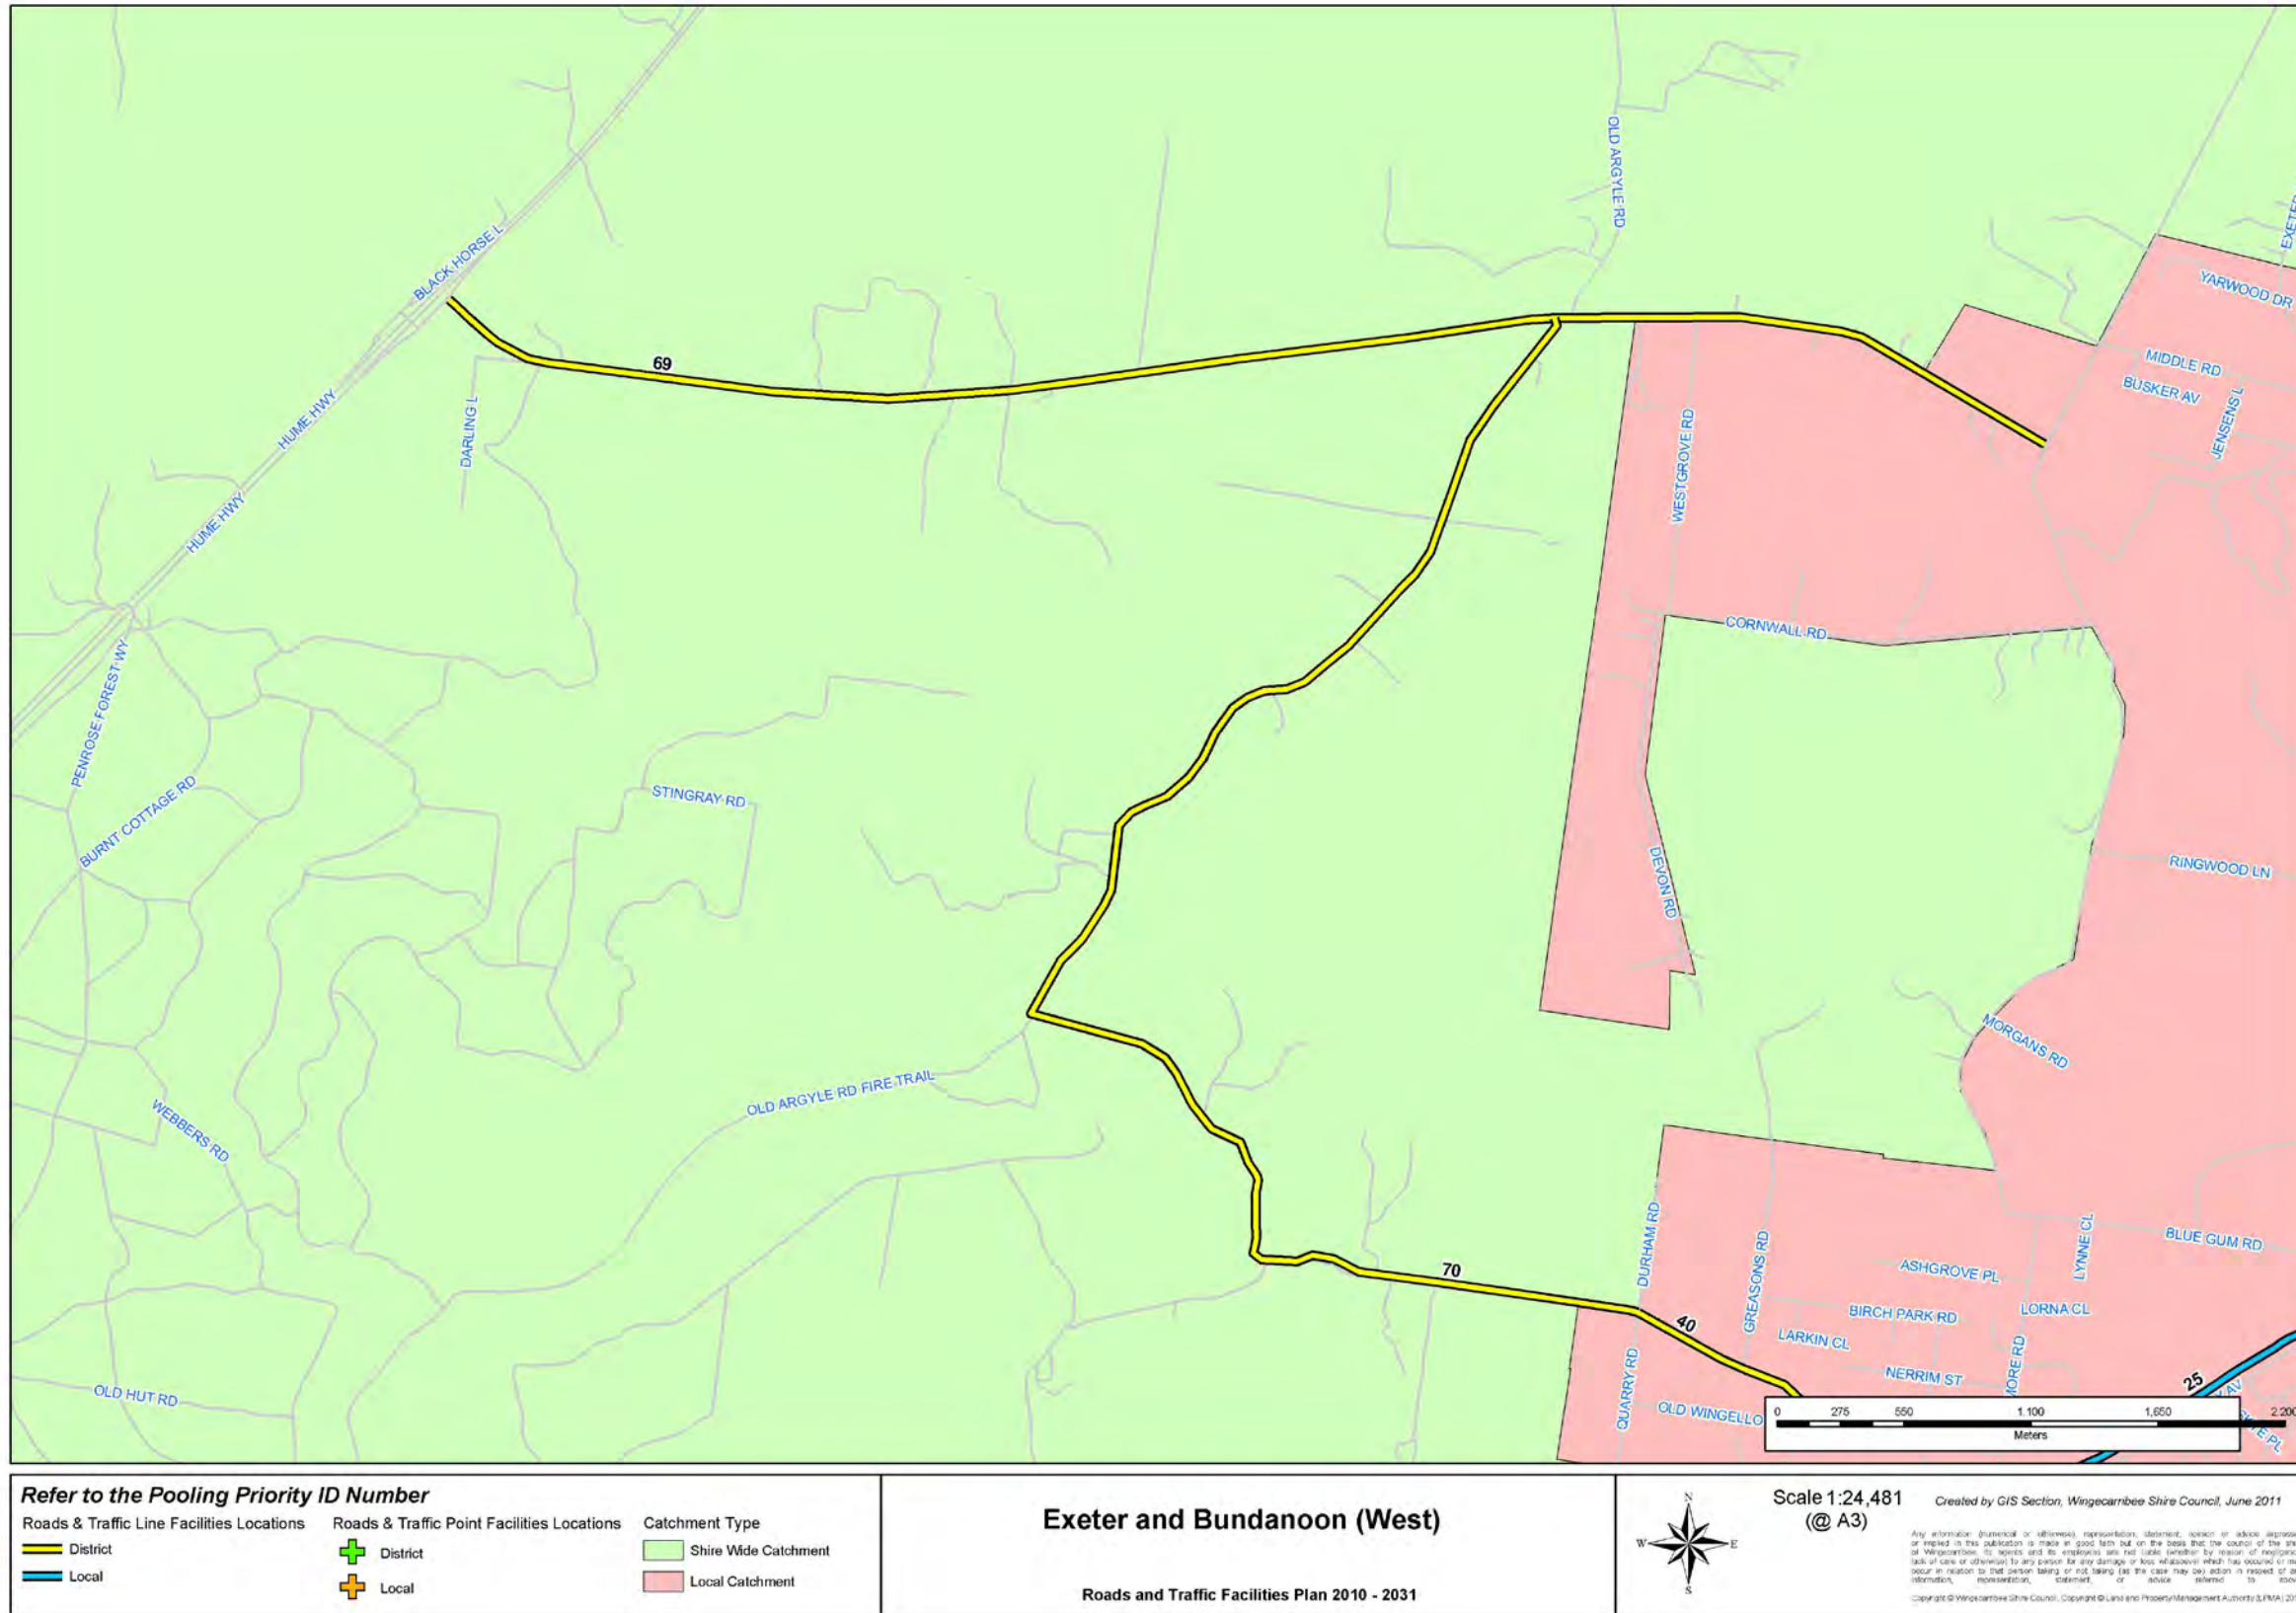 OLD ARGYLE RD
BLACK HORSE L
YARWOOD DR
69
MIDDLE RD
BUSKER AV
JENSENS L
HUME HWY
DARLING L
WESTGROVE RD
HUME HWY
CORNWALL RD
PENROSE FOREST WY
STINGRAY RD
BURNT COTTAGE RD
DEVON RD
RINGWOOD LN
MORGANS RD
OLD ARGYLE RD FIRE TRAIL
WEBBERS RD
DURHAM RD
GREASONS RD
LYNNE CL
BLUE GUM RD
ASHGROVE PL
70
40
BIRCH PARK RD
LORNA CL
LARKIN CL
NERRIM ST
MORE RD
QUARRY RD
OLD WINGELLO
25
OLD HUT RD
0 275 550 1,100 1,650 2,200
Meters
Refer to the Pooling Priority ID Number
Roads & Traffic Line Facilities Locations
District
Local
Roads & Traffic Point Facilities Locations
District
Local
Catchment Type
Shire Wide Catchment
Local Catchment
Exeter and Bundanoon (West)
Roads and Traffic Facilities Plan 2010 - 2031
N
W
E
S
Scale 1:24,481
(@ A3)
Created by GIS Section, Wingecarribee Shire Council, June 2011